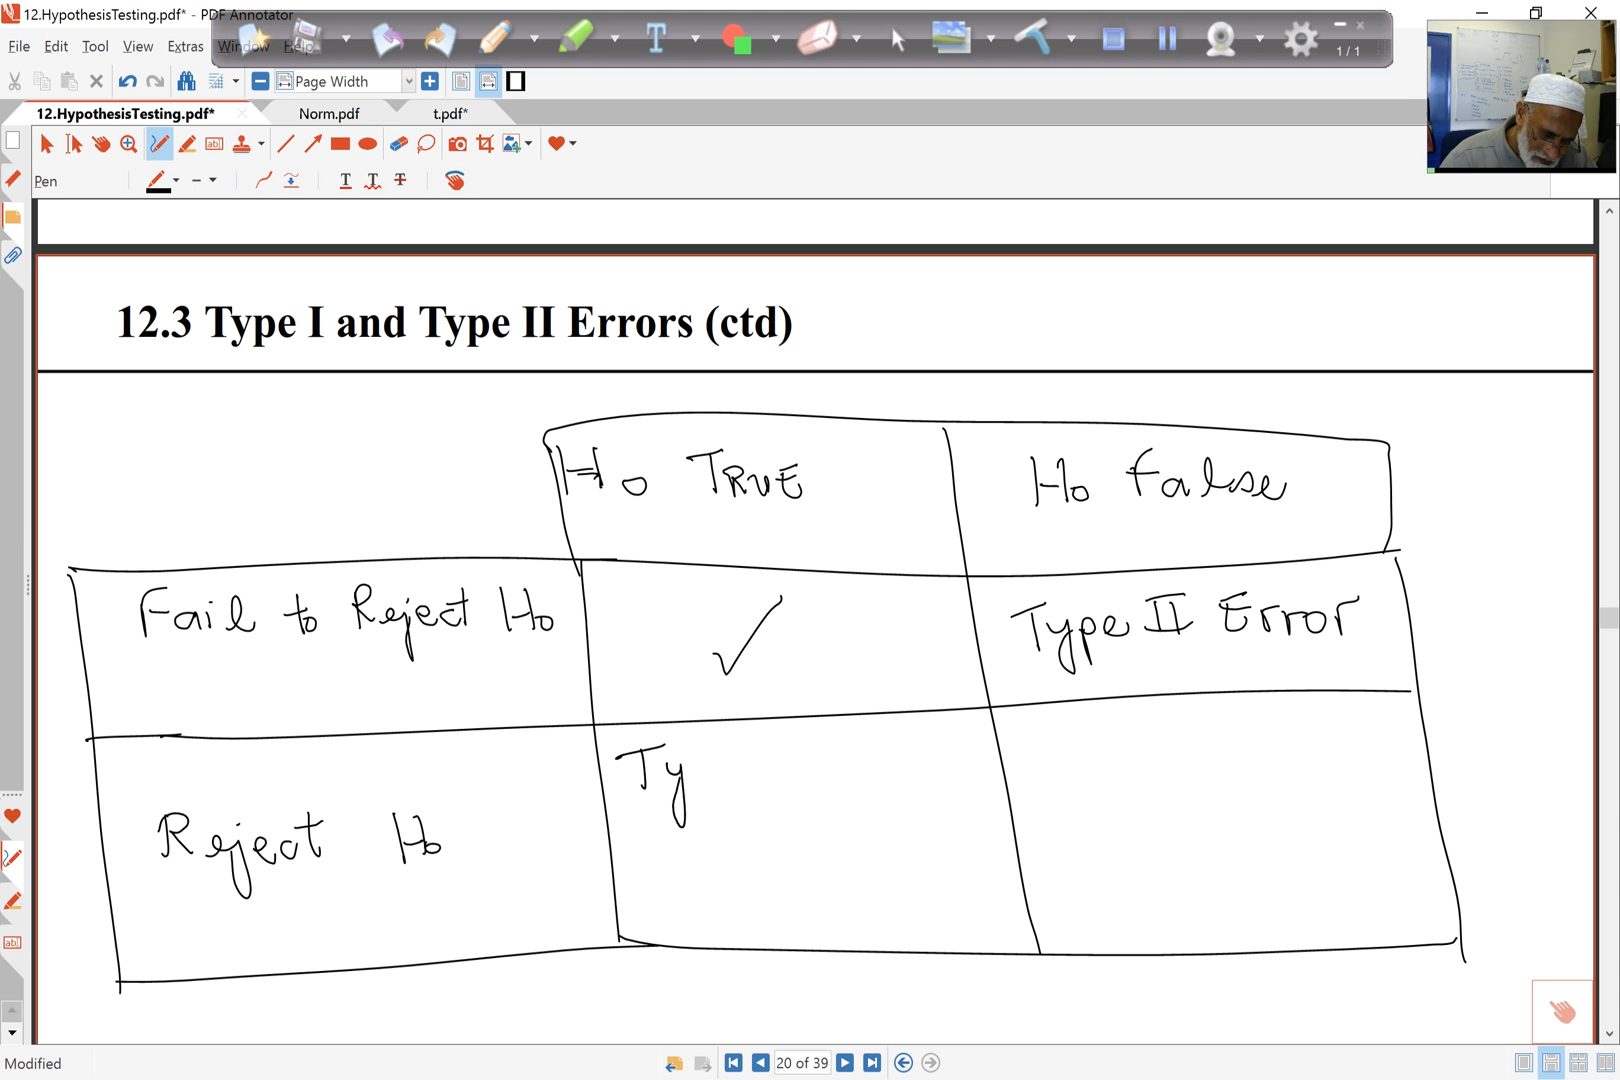 12.HypothesisTesting.pdf* - PDF Annotator
File Edit Tool View Extras Window Help
1 / 1
Page Width
12.HypothesisTesting.pdf* Norm.pdf t.pdf*
Pen
12.3 Type I and Type II Errors (ctd)
Ho TRUE Ho False
Fail to Reject Ho ✓ Type II Error
Reject Ho Ty
Modified
20 of 39